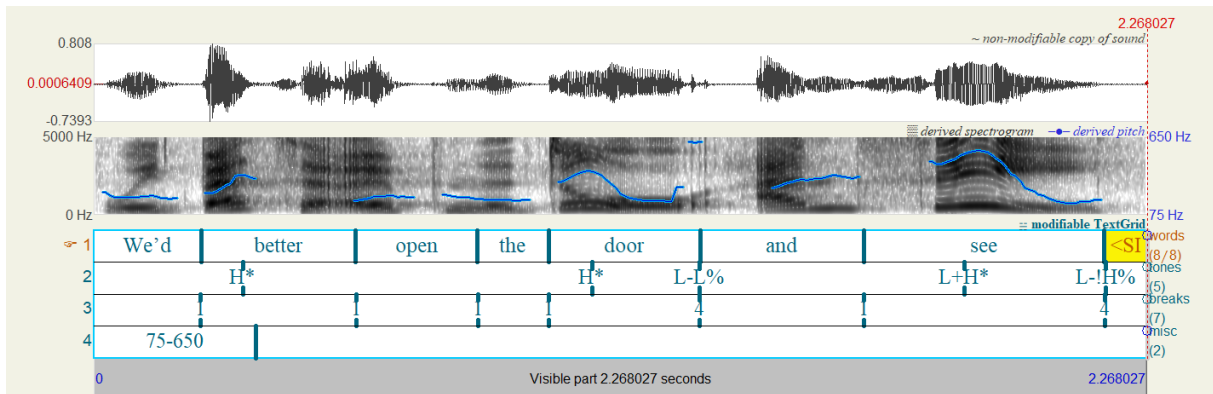 2.268027
~ non-modifiable copy of sound
0.808
0.0006409
-0.7393
5000 Hz
derived spectrogram derived pitch
650 Hz
0 Hz
75 Hz
modifiable TextGrid
1 We'd better open the door and see <SI words (8/8)
2 H* H* L-L% L+H* L-!H% tones (5)
3 1 1 1 1 4 1 4 breaks (7)
4 75-650 misc (2)
0 Visible part 2.268027 seconds 2.268027